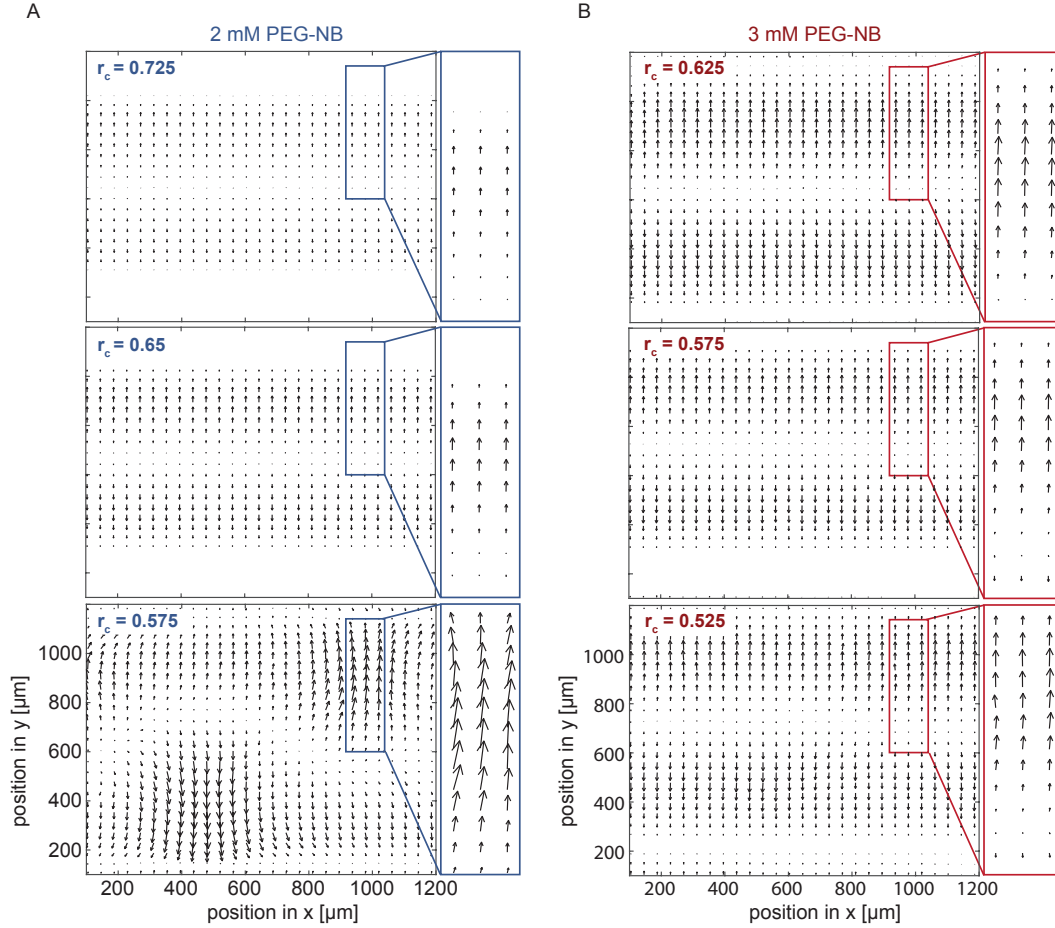 A
2 mM PEG-NB
r_c = 0.725
r_c = 0.65
r_c = 0.575
position in y [µm]
1000
800
600
400
200
200 400 600 800 1000 1200
position in x [µm]
B
3 mM PEG-NB
r_c = 0.625
r_c = 0.575
r_c = 0.525
position in y [µm]
1000
800
600
400
200
200 400 600 800 1000 1200
position in x [µm]